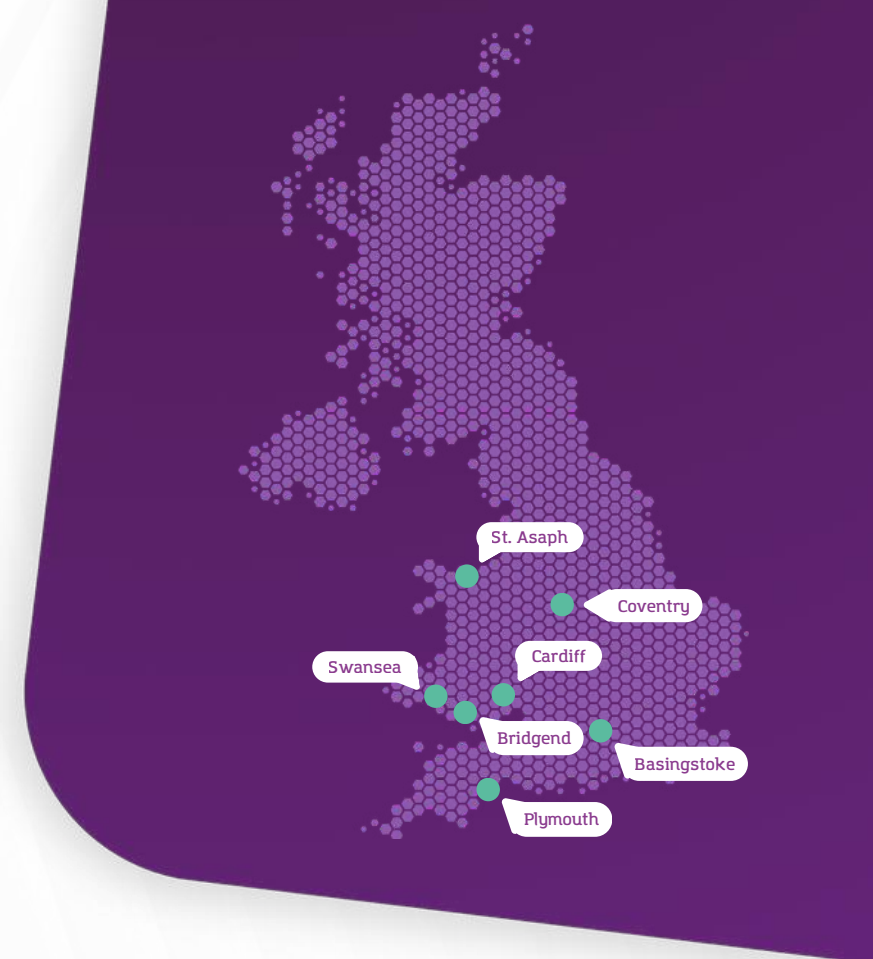 St. Asaph
Coventry
Cardiff
Swansea
Bridgend
Basingstoke
Plymouth